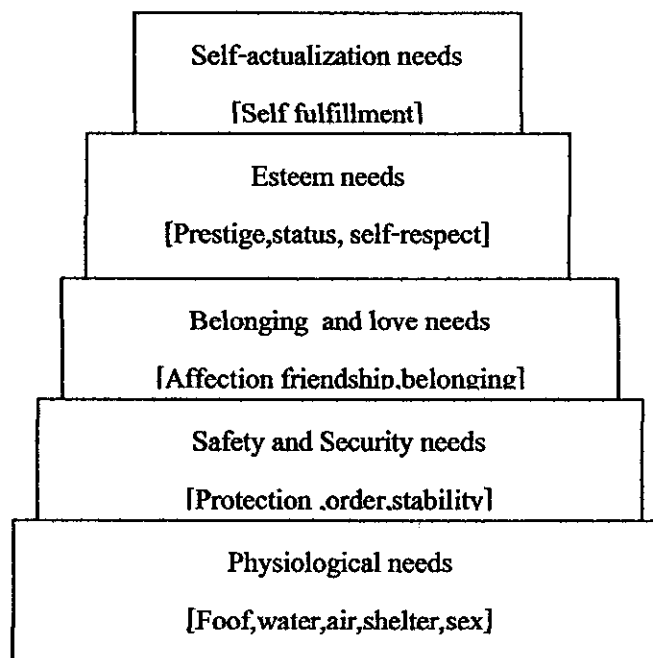 Self-actualization needs
[Self fulfillment]
Esteem needs
[Prestige,status, self-respect]
Belonging and love needs
[Affection friendship,belonging]
Safety and Security needs
[Protection ,order,stability]
Physiological needs
[Foof,water,air,shelter,sex]